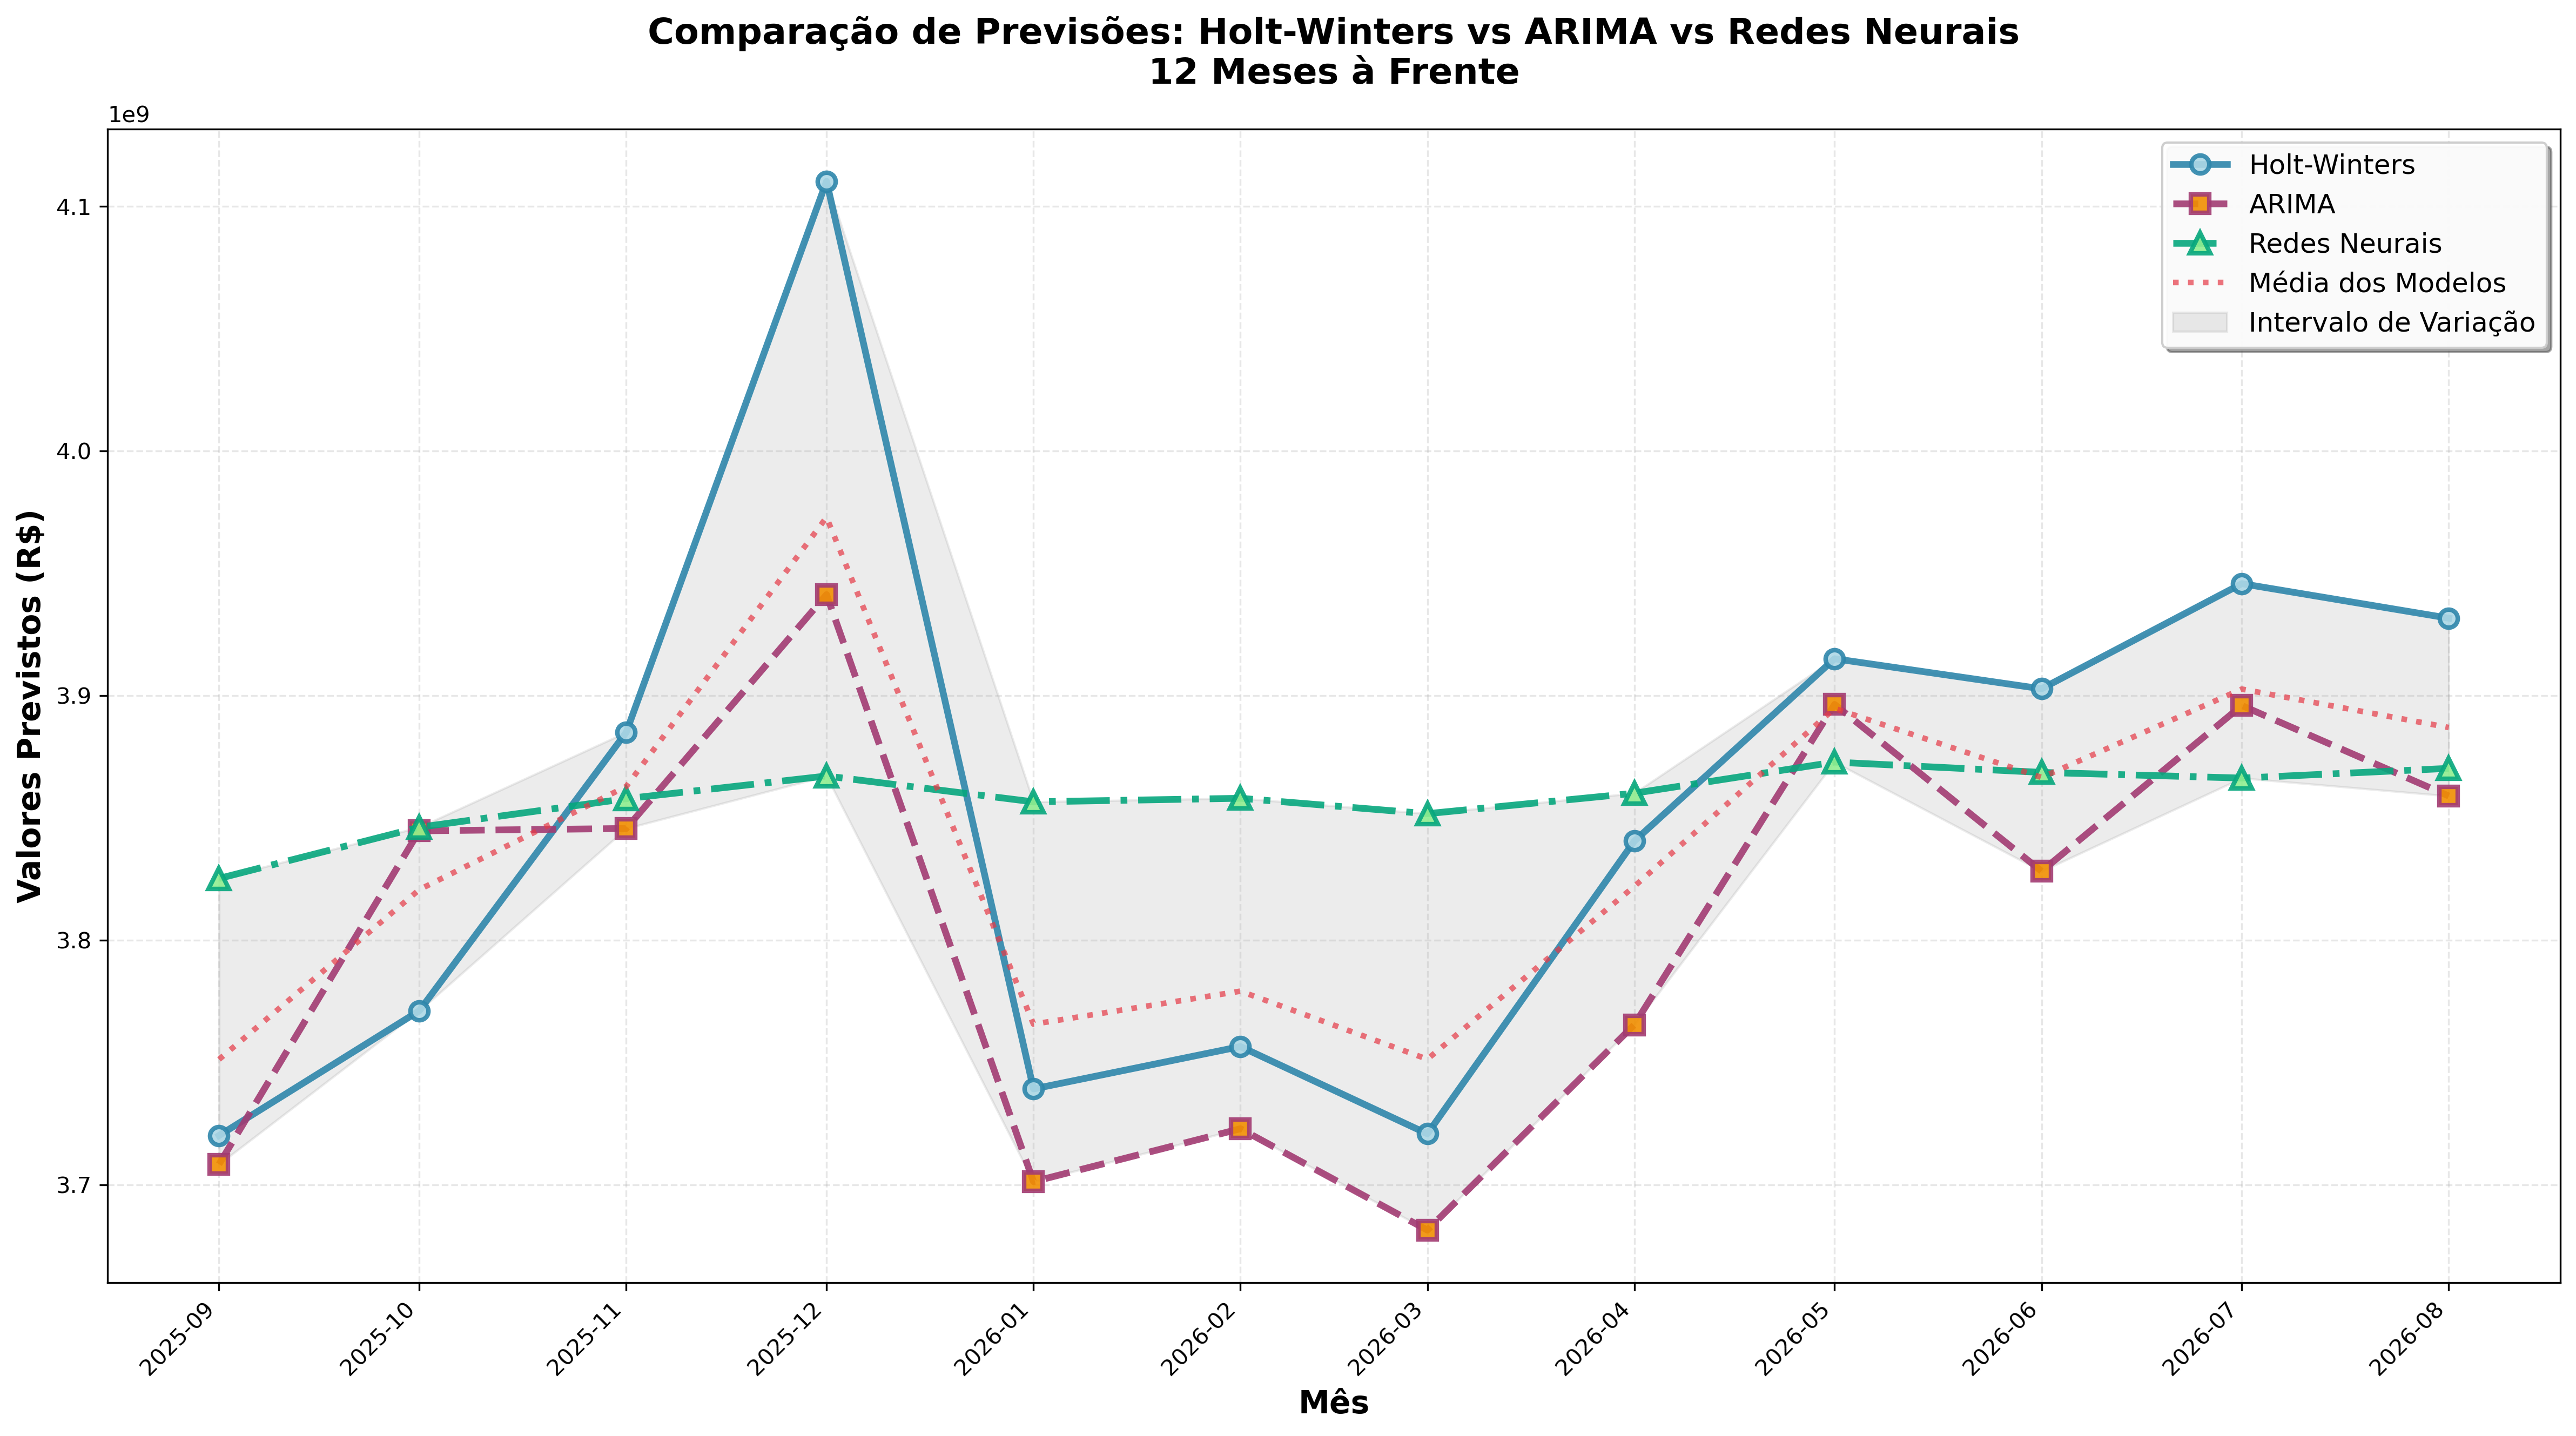 Comparação de Previsões: Holt-Winters vs ARIMA vs Redes Neurais
12 Meses à Frente
1e9
Holt-Winters
ARIMA
Redes Neurais
Média dos Modelos
Intervalo de Variação
4.1
4.0
3.9
3.8
3.7
Valores Previstos (R$)
2025-09
2025-10
2025-11
2025-12
2026-01
2026-02
2026-03
2026-04
2026-05
2026-06
2026-07
2026-08
Mês